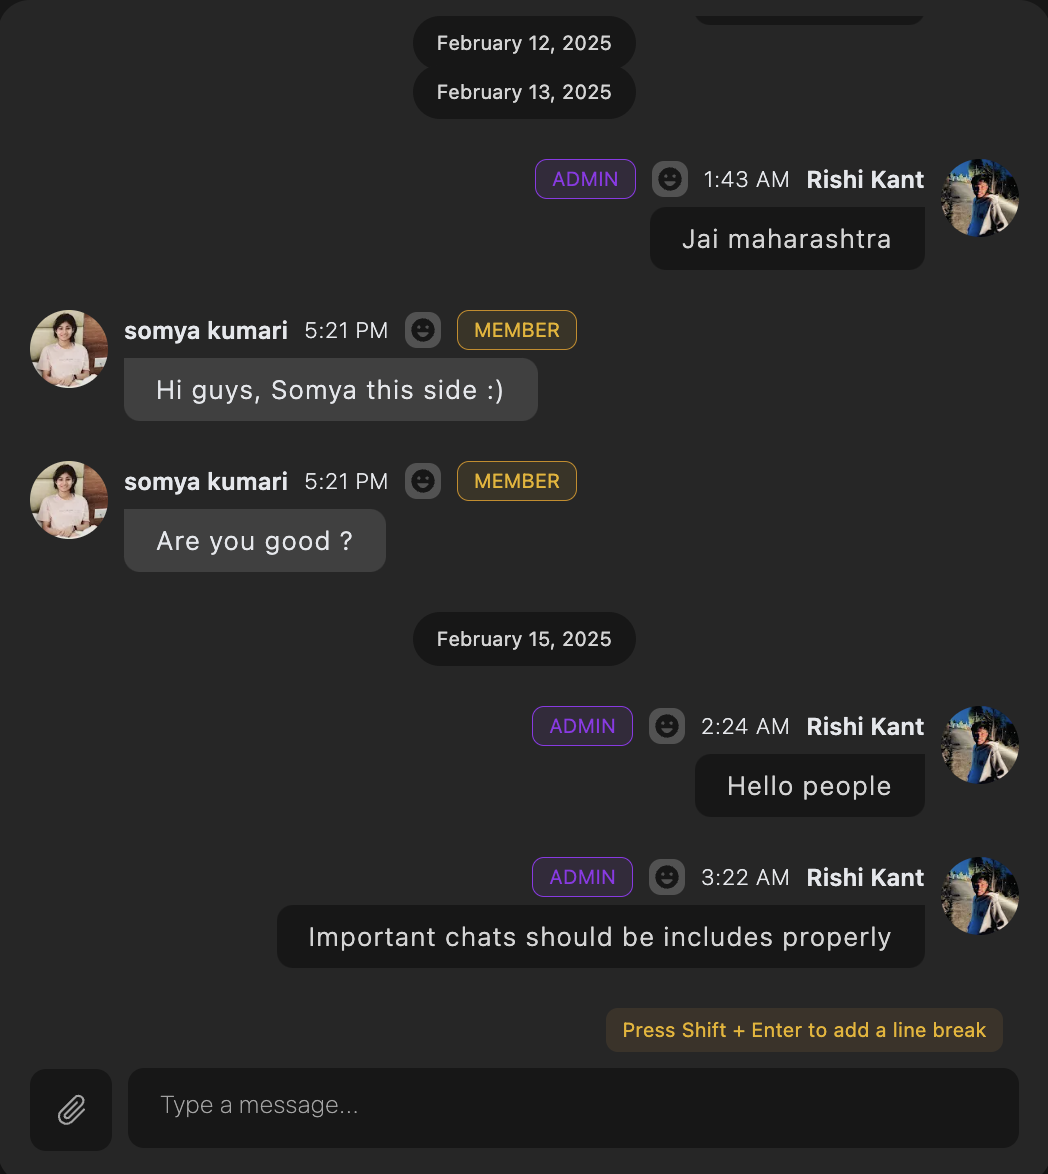 February 12, 2025
February 13, 2025
ADMIN 1:43 AM Rishi Kant
Jai maharashtra
somya kumari 5:21 PM MEMBER
Hi guys, Somya this side :)
somya kumari 5:21 PM MEMBER
Are you good ?
February 15, 2025
ADMIN 2:24 AM Rishi Kant
Hello people
ADMIN 3:22 AM Rishi Kant
Important chats should be includes properly
Press Shift + Enter to add a line break
Type a message...